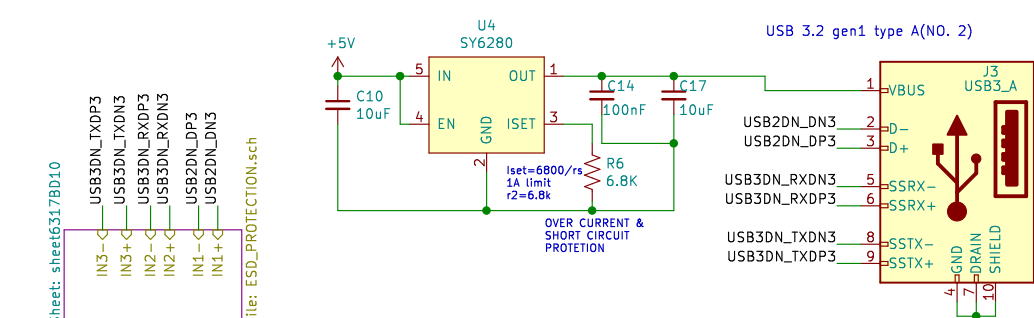 USB 3.2 gen1 type A(NO. 2)
U4
SY6280
+5V
5
IN
OUT
1
4
EN
ISET
3
GND
2
C10
10uF
C14
100nF
C17
10uF
R6
6.8K
Iset=6800/rs
1A limit
r2=6.8k
OVER CURRENT &
SHORT CIRCUIT
PROTETION
J3
USB3_A
1
VBUS
USB2DN_DN3
2
D-
USB2DN_DP3
3
D+
USB3DN_RXDN3
5
SSRX-
USB3DN_RXDP3
6
SSRX+
USB3DN_TXDN3
8
SSTX-
USB3DN_TXDP3
9
SSTX+
GND
DRAIN
SHIELD
4
7
10
USB3DN_TXDP3
USB3DN_TXDN3
USB3DN_RXDP3
USB3DN_RXDN3
USB2DN_DP3
USB2DN_DN3
IN3-
IN3+
IN2-
IN2+
IN1-
IN1+
heet: sheet6317BD10
ile: ESD_PROTECTION.sch